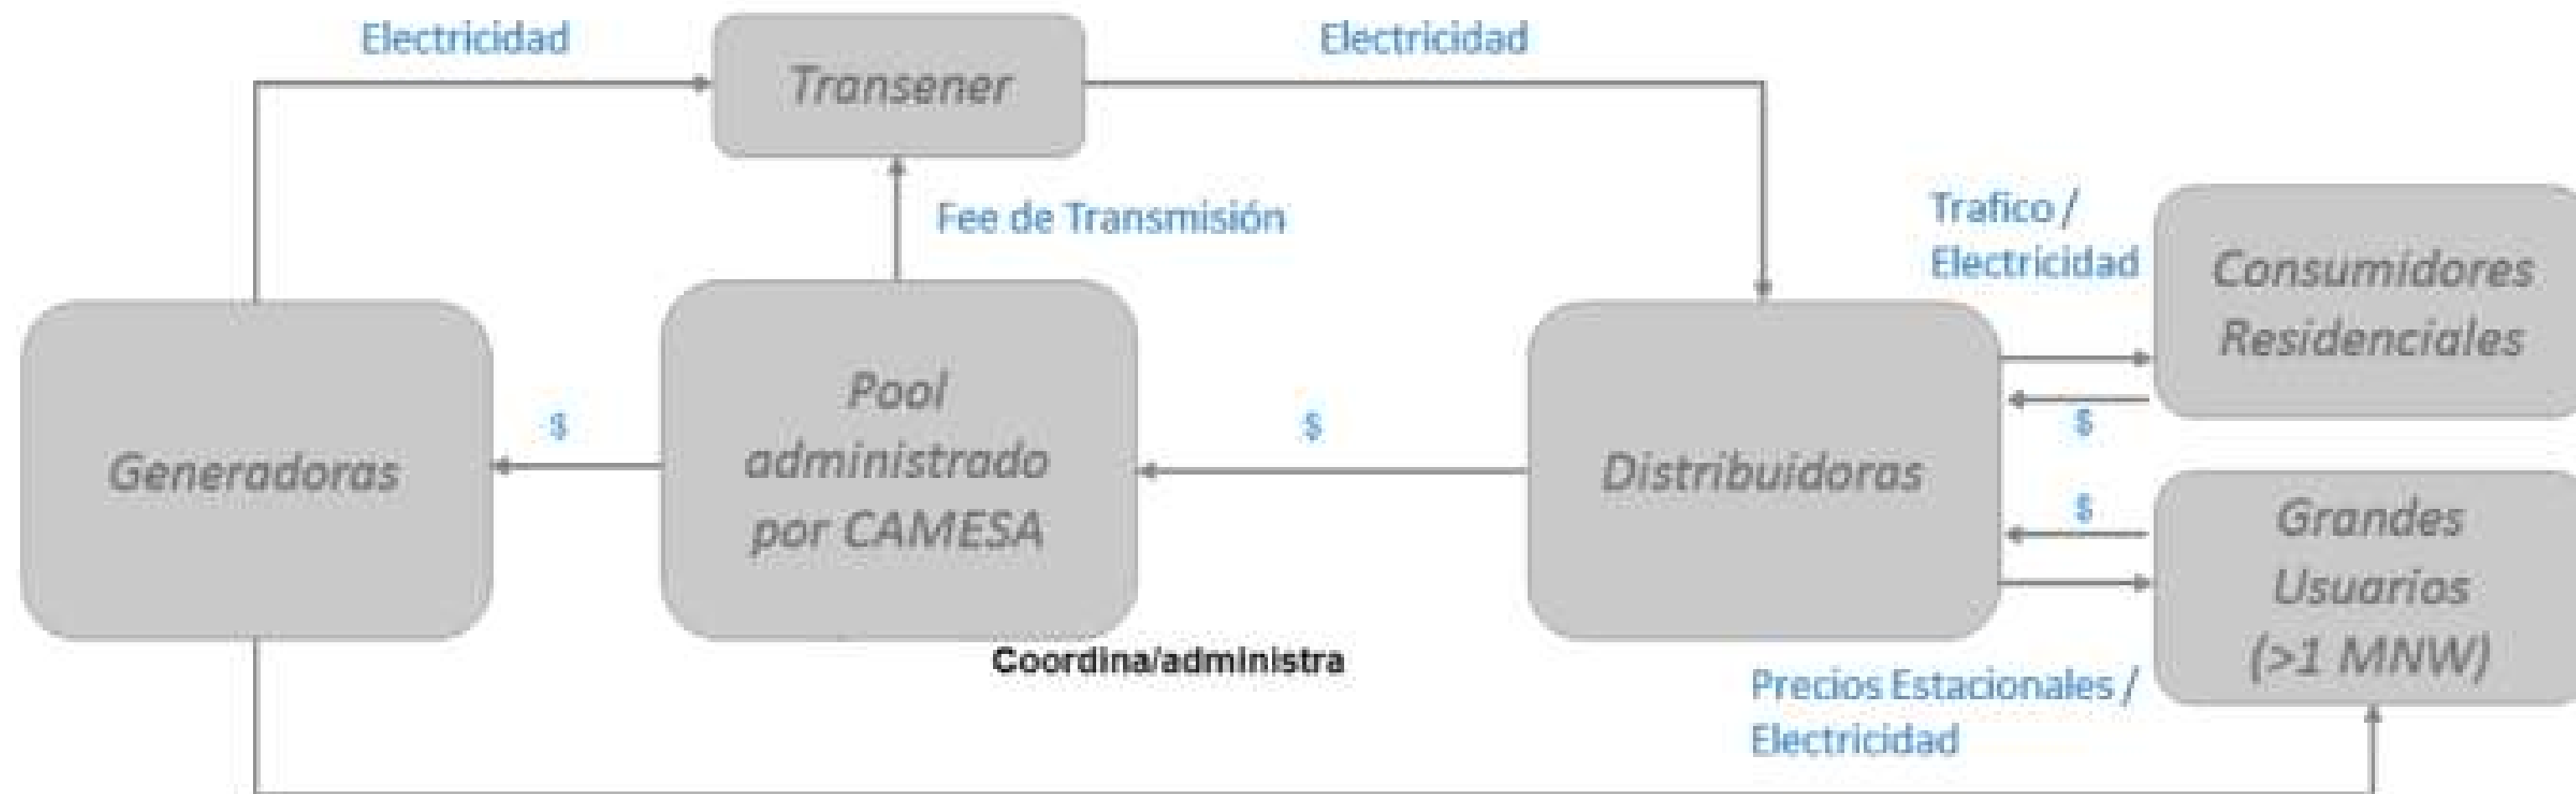 Electricidad
Electricidad
Transener
Fee de Transmisión
Trafico /
Electricidad
Consumidores
Residenciales
Generadoras
$
Pool
administrado
por CAMESA
$
Distribuidoras
$
$
Grandes
Usuarios
(>1 MNW)
Coordina/administra
Precios Estacionales /
Electricidad